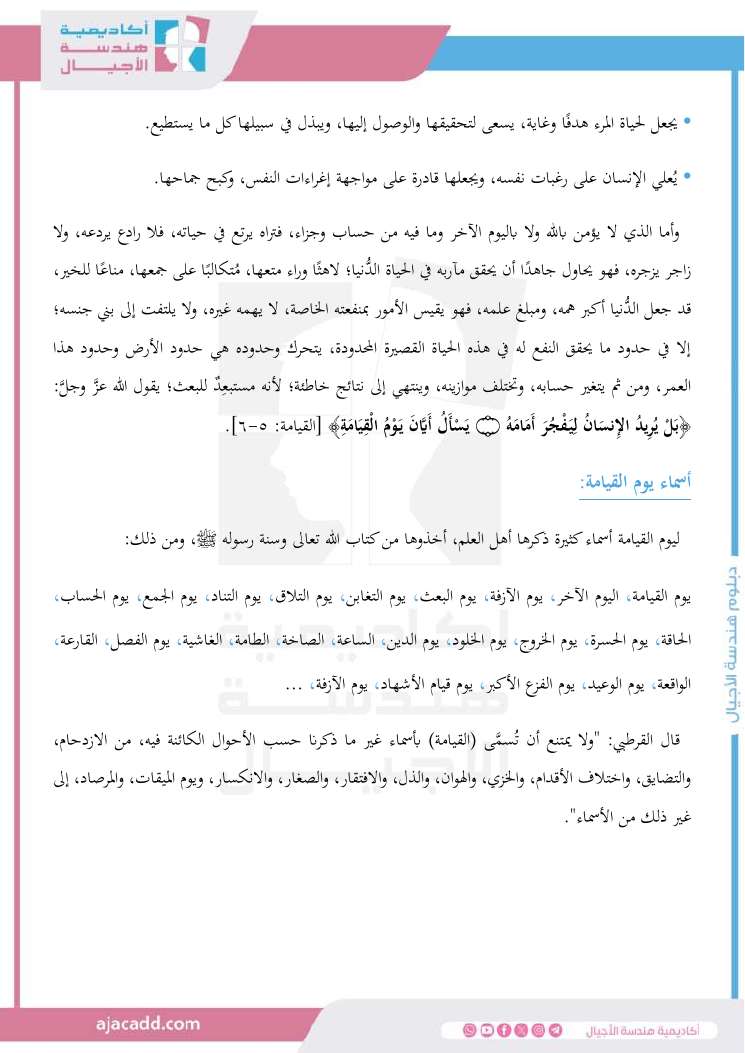 أكاديمية
هندسة
الأجيال
• يجعل لحياة المرء هدفًا وغاية، يسعى لتحقيقها والوصول إليها، ويبذل في سبيلها كل ما يستطيع.
• يُعلي الإنسان على رغبات نفسه، ويجعلها قادرة على مواجهة إغراءات النفس، وكبح جماحها.
وأما الذي لا يؤمن بالله ولا باليوم الآخر وما فيه من حساب وجزاء، فتراه يرتع في حياته، فلا رادع يردعه، ولا
زاجر يزجره، فهو يحاول جاهدًا أن يحقق مآربه في الحياة الدُّنيا؛ لاهثًا وراء متعها، مُتكالبًا على جمعها، مناعًا للخير،
قد جعل الدُّنيا أكبر همه، ومبلغ علمه، فهو يقيس الأمور بمنفعته الخاصة، لا يهمه غيره، ولا يلتفت إلى بني جنسه؛
إلا في حدود ما يحقق النفع له في هذه الحياة القصيرة المحدودة، يتحرك وحدوده هي حدود الأرض وحدود هذا
العمر، ومن ثم يتغير حسابه، وتختلف موازينه، وينتهي إلى نتائج خاطئة؛ لأنه مستبعِدٌ للبعث؛ يقول الله عزَّ وجلَّ:
﴿بَلْ يُرِيدُ الإِنسَانُ لِيَفْجُرَ أَمَامَهُ ۝ يَسْأَلُ أَيَّانَ يَوْمُ الْقِيَامَةِ﴾ [القيامة: ٥-٦].
أسماء يوم القيامة:
ليوم القيامة أسماء كثيرة ذكرها أهل العلم، أخذوها من كتاب الله تعالى وسنة رسوله ﷺ، ومن ذلك:
يوم القيامة، اليوم الآخر، يوم الآزفة، يوم البعث، يوم التغابن، يوم التلاق، يوم التناد، يوم الجمع، يوم الحساب،
الحاقة، يوم الحسرة، يوم الخروج، يوم الخلود، يوم الدين، الساعة، الصاخة، الطامة، الغاشية، يوم الفصل، القارعة،
الواقعة، يوم الوعيد، يوم الفزع الأكبر، يوم قيام الأشهاد، يوم الآزفة، ...
قال القرطبي: "ولا يمتنع أن تُسمَّى (القيامة) بأسماء غير ما ذكرنا حسب الأحوال الكائنة فيه، من الازدحام،
والتضايق، واختلاف الأقدام، والخزي، والهوان، والذل، والافتقار، والصغار، والانكسار، ويوم الميقات، والمرصاد، إلى
غير ذلك من الأسماء".
أكاديمية
هندسة
الأجيال
دبلوم هندسة الأجيال
أكاديمية هندسة الأجيال
ajacadd.com